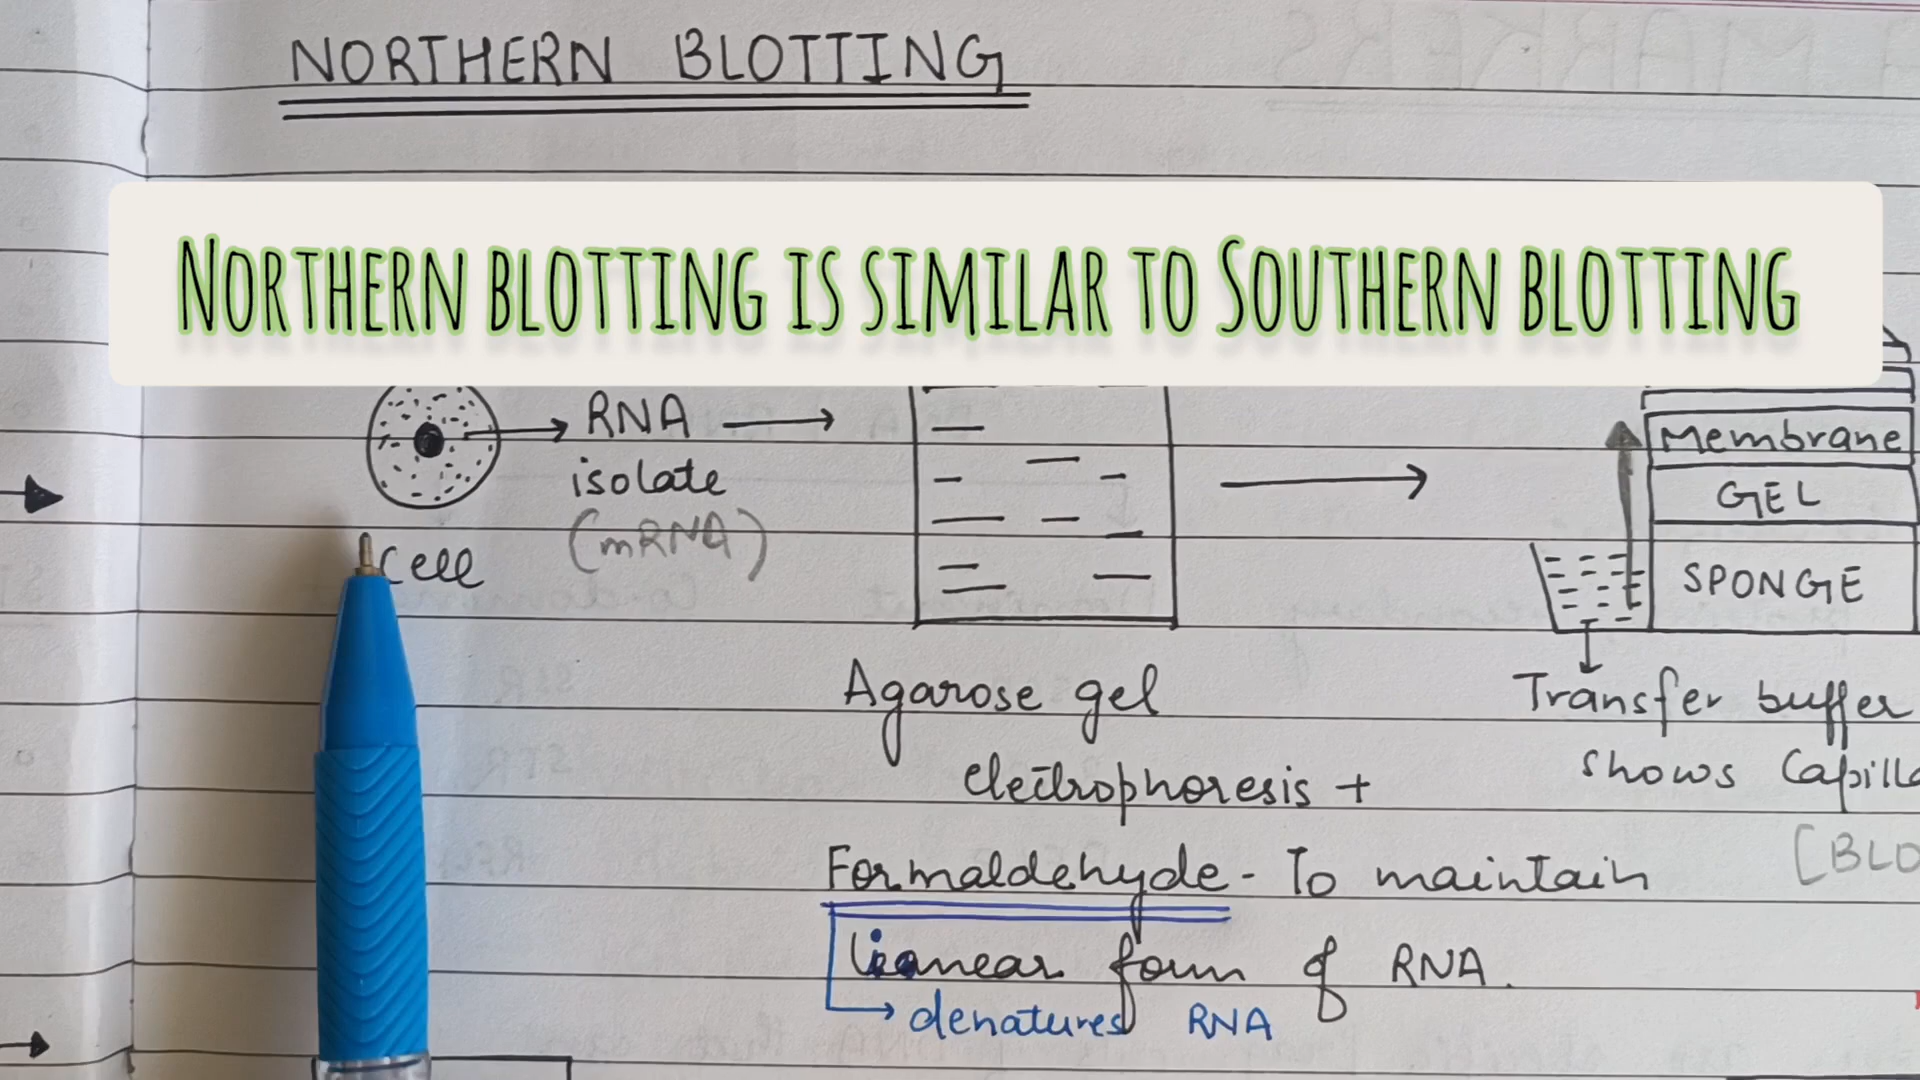 NORTHERN BLOTTING
NORTHERN BLOTTING IS SIMILAR TO SOUTHERN BLOTTING
RNA
isolate
(mRNA)
Cell
Membrane
GEL
SPONGE
Agarose gel
electrophoresis +
Formaldehyde - To maintain
linear form of RNA.
denatures RNA
Transfer buffer
shows